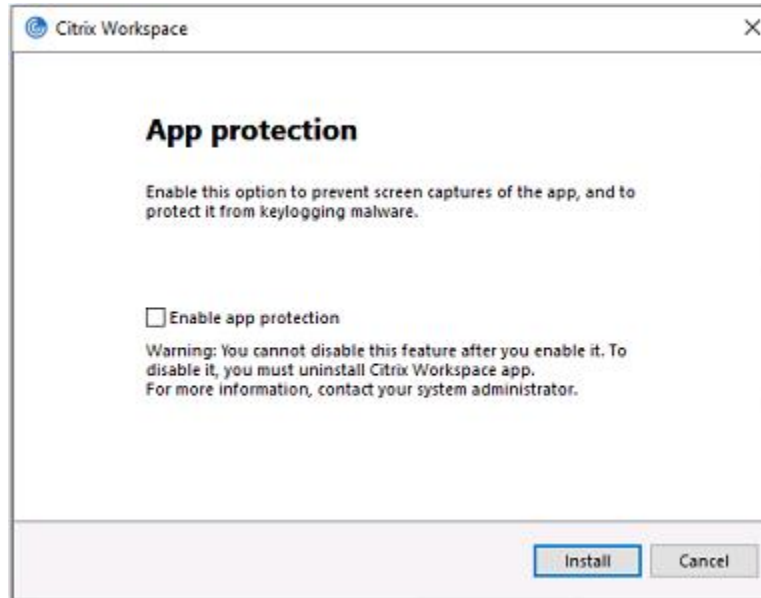 Citrix Workspace
App protection
Enable this option to prevent screen captures of the app, and to
protect it from keylogging malware.
Enable app protection
Warning: You cannot disable this feature after you enable it. To
disable it, you must uninstall Citrix Workspace app.
For more information, contact your system administrator.
Install Cancel